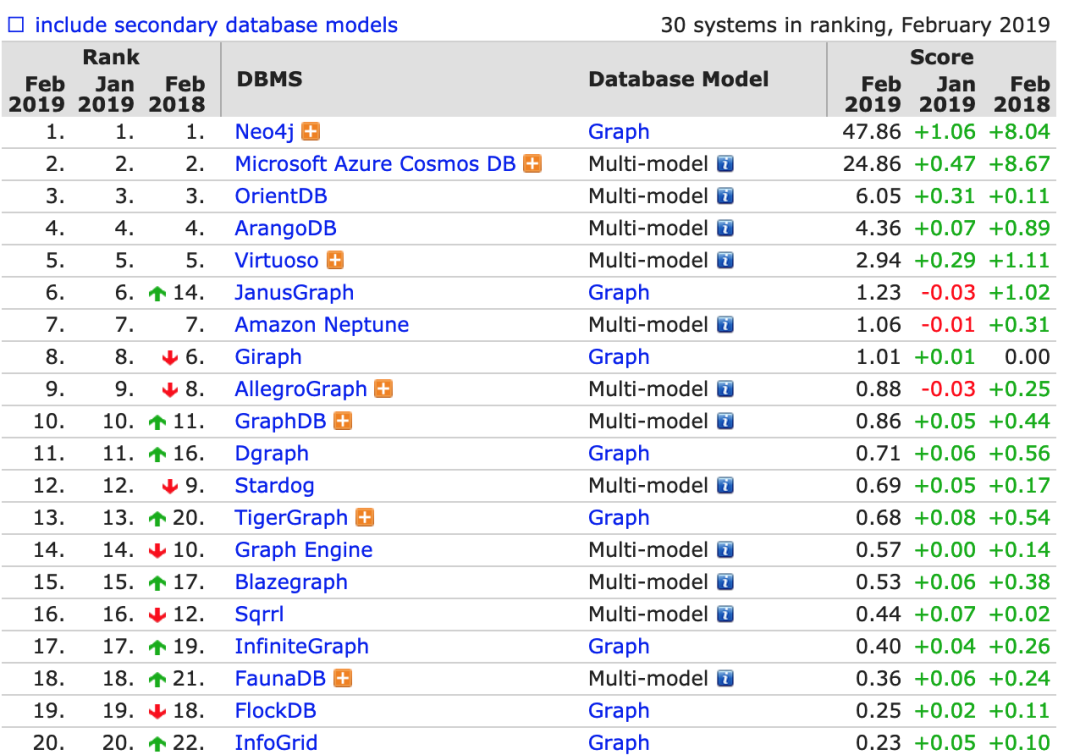 include secondary database models 30 systems in ranking, February 2019
Rank Score
Feb Jan Feb DBMS Database Model Feb Jan Feb
2019 2019 2018 2019 2019 2018
1. 1. 1. Neo4j Graph 47.86 +1.06 +8.04
2. 2. 2. Microsoft Azure Cosmos DB Multi-model 24.86 +0.47 +8.67
3. 3. 3. OrientDB Multi-model 6.05 +0.31 +0.11
4. 4. 4. ArangoDB Multi-model 4.36 +0.07 +0.89
5. 5. 5. Virtuoso Multi-model 2.94 +0.29 +1.11
6. 6. 14. JanusGraph Graph 1.23 -0.03 +1.02
7. 7. 7. Amazon Neptune Multi-model 1.06 -0.01 +0.31
8. 8. 6. Giraph Graph 1.01 +0.01 0.00
9. 9. 8. AllegroGraph Multi-model 0.88 -0.03 +0.25
10. 10. 11. GraphDB Multi-model 0.86 +0.05 +0.44
11. 11. 16. Dgraph Graph 0.71 +0.06 +0.56
12. 12. 9. Stardog Multi-model 0.69 +0.05 +0.17
13. 13. 20. TigerGraph Graph 0.68 +0.08 +0.54
14. 14. 10. Graph Engine Multi-model 0.57 +0.00 +0.14
15. 15. 17. Blazegraph Multi-model 0.53 +0.06 +0.38
16. 16. 12. Sqrrl Multi-model 0.44 +0.07 +0.02
17. 17. 19. InfiniteGraph Graph 0.40 +0.04 +0.26
18. 18. 21. FaunaDB Multi-model 0.36 +0.06 +0.24
19. 19. 18. FlockDB Graph 0.25 +0.02 +0.11
20. 20. 22. InfoGrid Graph 0.23 +0.05 +0.10